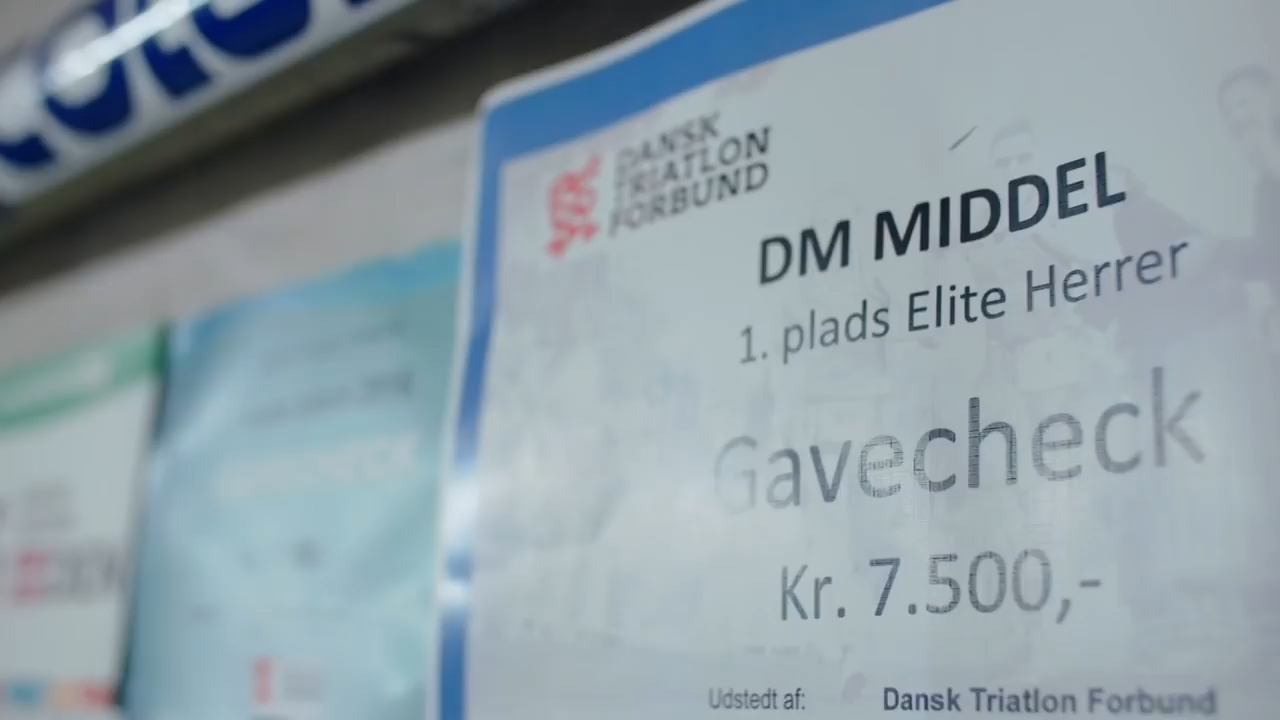 DANSK
TRIATLON
FORBUND
DM MIDDEL
1. plads Elite Herrer
Gavecheck
Kr. 7.500,-
Udstedt af: Dansk Triatlon Forbund